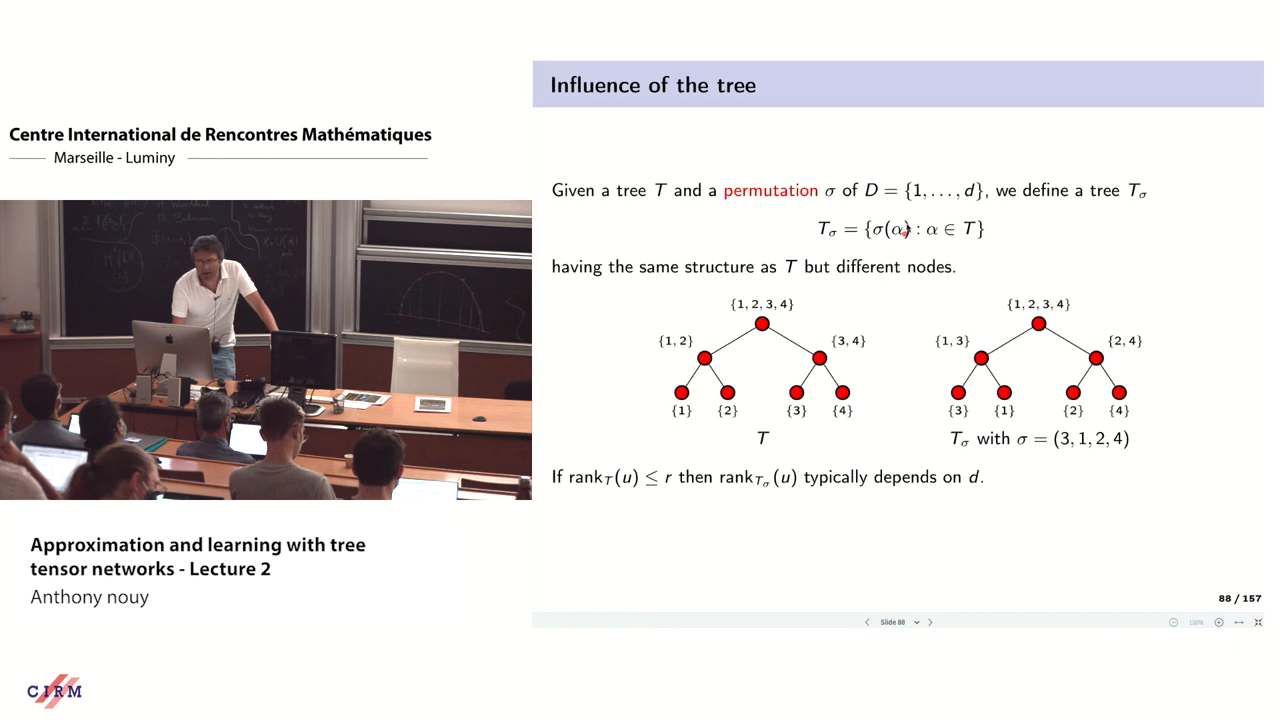 Centre International de Rencontres Mathématiques
Marseille - Luminy
Approximation and learning with tree
tensor networks - Lecture 2
Anthony nouy
CIRM
Influence of the tree
Given a tree T and a permutation σ of D = {1, . . . , d}, we define a tree T_σ
T_σ = {σ(α) : α ∈ T}
having the same structure as T but different nodes.
{1, 2, 3, 4} {1, 2, 3, 4}
{1, 2} {3, 4} {1, 3} {2, 4}
{1} {2} {3} {4} {3} {1} {2} {4}
T T_σ with σ = (3, 1, 2, 4)
If rank_T(u) ≤ r then rank_{T_σ}(u) typically depends on d.
88 / 157
Slide 88
100%